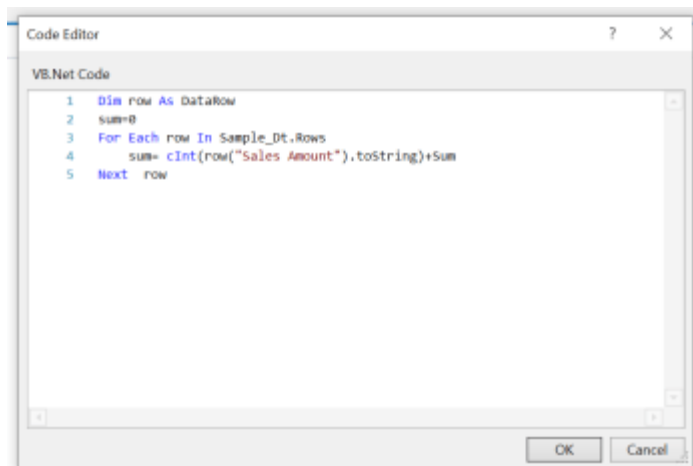 Code Editor
? ×
VB.Net Code
1 Dim row As DataRow
2 sum=0
3 For Each row In Sample_Dt.Rows
4 sum= cInt(row("Sales Amount").toString)+Sum
5 Next row
OK Cancel